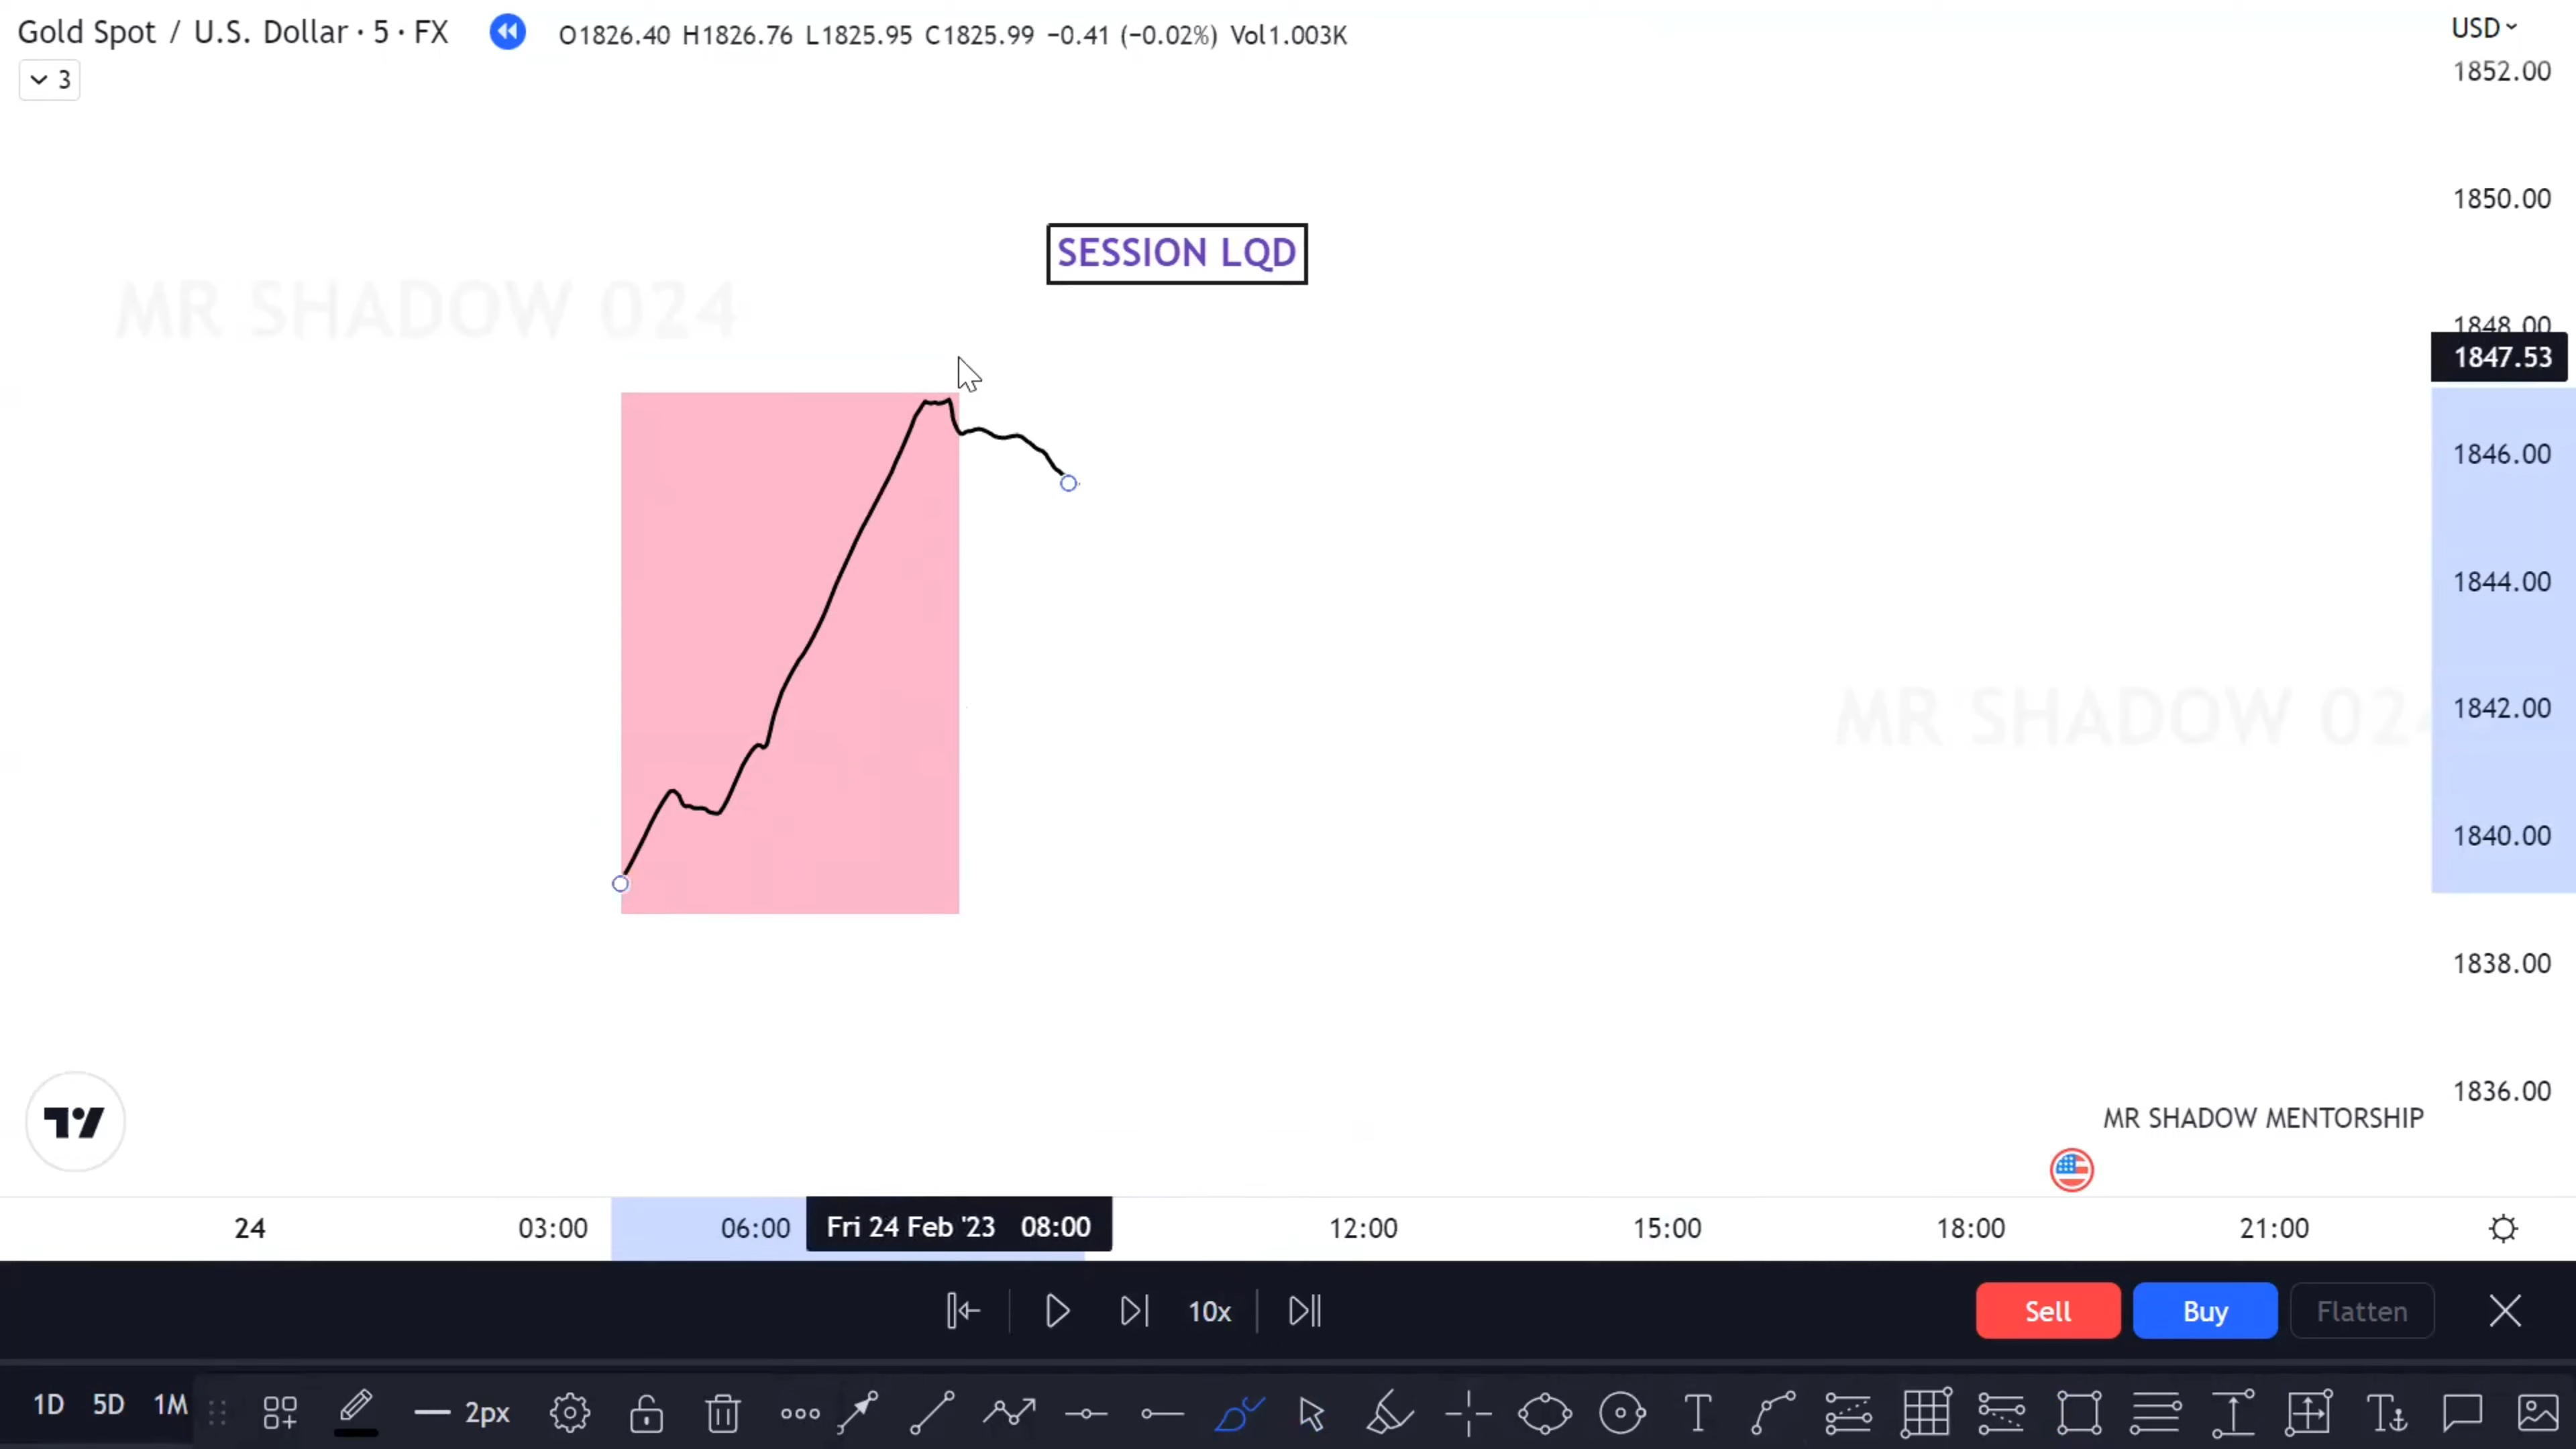 Gold Spot / U.S. Dollar · 5 · FX O1826.40 H1826.76 L1825.95 C1825.99 −0.41 (−0.02%) Vol1.003K USD
3
1852.00
1850.00
SESSION LQD
MR SHADOW 024
1848.00
1847.53
1846.00
1844.00
MR SHADOW 024
1842.00
1840.00
1838.00
1836.00
MR SHADOW MENTORSHIP
24 03:00 06:00 Fri 24 Feb '23 08:00 12:00 15:00 18:00 21:00
10x Sell Buy Flatten
1D 5D 1M 2px